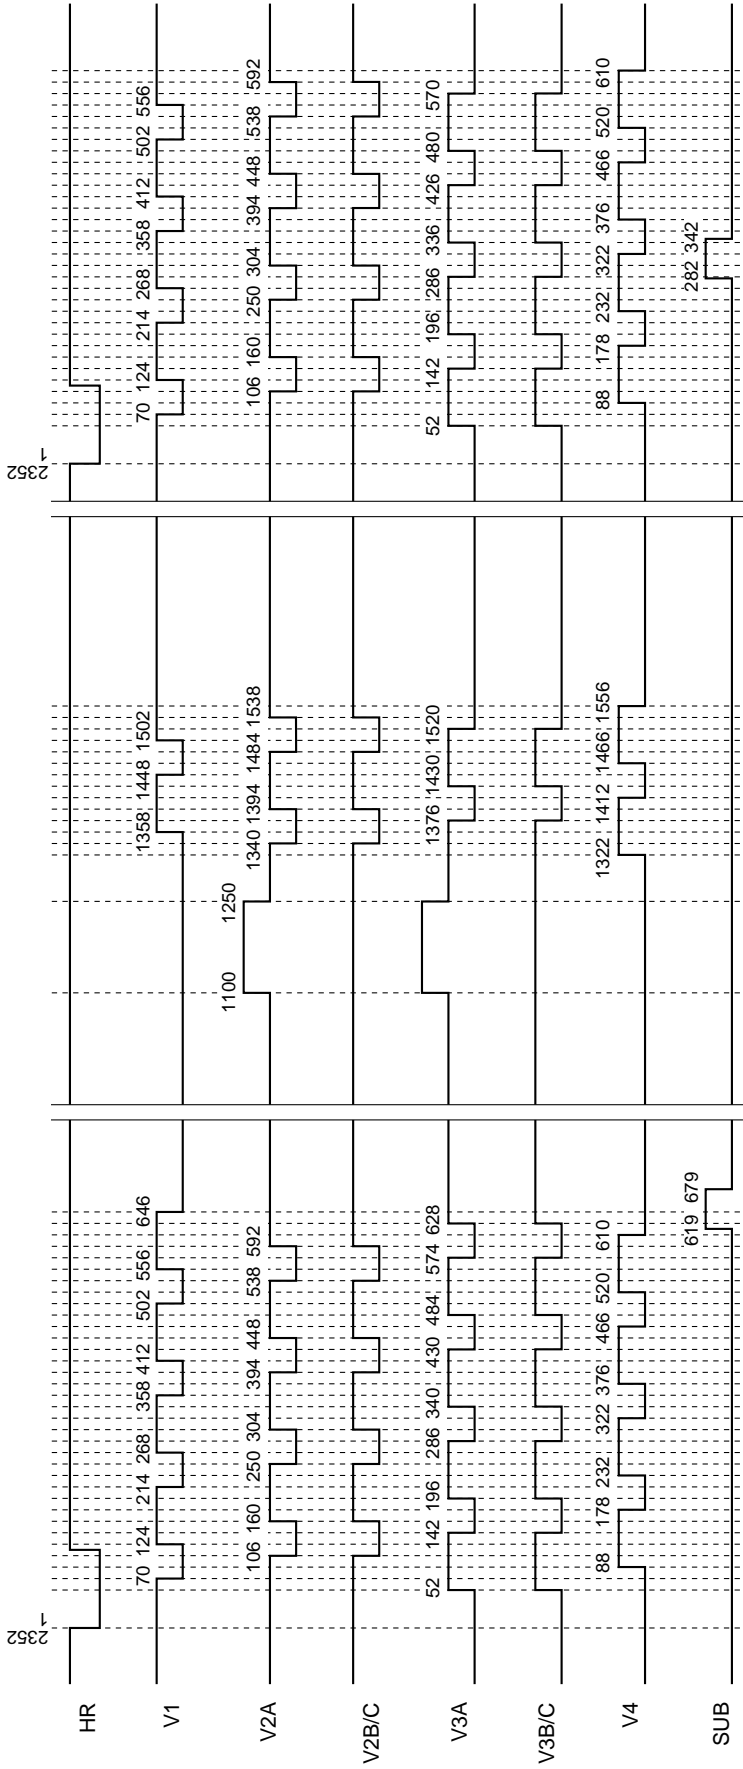 2352 1 2352 1
HR
V1 70 124 214 268 358 412 502 556 646 1358 1448 1502 70 124 214 268 358 412 502 556
V2A 106 160 250 304 394 448 538 592 1100 1250 1340 1394 1484 1538 106 160 250 304 394 448 538 592
V2B/C
V3A 52 142 196 286 340 430 484 574 628 1376 1430 1520 52 142 196 286 336 426 480 570
V3B/C
V4 88 178 232 322 376 466 520 610 1322 1412 1466 1556 88 178 232 322 376 466 520 610
SUB 619 679 282 342